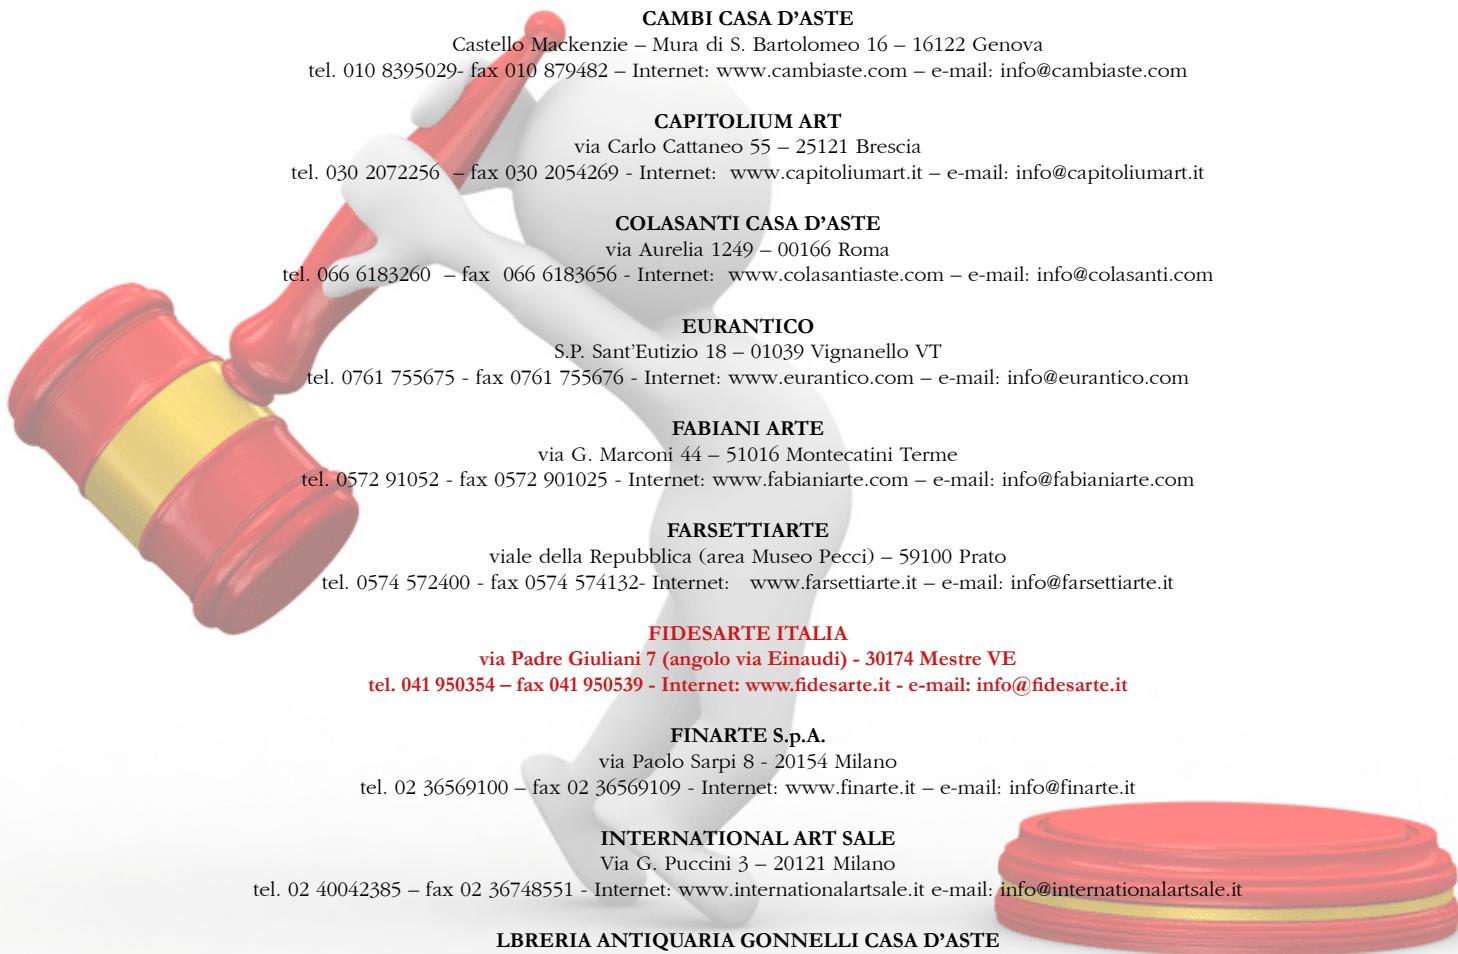 CAMBI CASA D’ASTE
Castello Mackenzie – Mura di S. Bartolomeo 16 – 16122 Genova
tel. 010 8395029- fax 010 879482 – Internet: www.cambiaste.com – e-mail: info@cambiaste.com
CAPITOLIUM ART
via Carlo Cattaneo 55 – 25121 Brescia
tel. 030 2072256 – fax 030 2054269 - Internet: www.capitoliumart.it – e-mail: info@capitoliumart.it
COLASANTI CASA D’ASTE
via Aurelia 1249 – 00166 Roma
tel. 066 6183260 – fax 066 6183656 - Internet: www.colasantiaste.com – e-mail: info@colasanti.com
EURANTICO
S.P. Sant’Eutizio 18 – 01039 Vignanello VT
tel. 0761 755675 - fax 0761 755676 - Internet: www.eurantico.com – e-mail: info@eurantico.com
FABIANI ARTE
via G. Marconi 44 – 51016 Montecatini Terme
tel. 0572 91052 - fax 0572 901025 - Internet: www.fabianiarte.com – e-mail: info@fabianiarte.com
FARSETTIARTE
viale della Repubblica (area Museo Pecci) – 59100 Prato
tel. 0574 572400 - fax 0574 574132- Internet: www.farsettiarte.it – e-mail: info@farsettiarte.it
FIDESARTE ITALIA
via Padre Giuliani 7 (angolo via Einaudi) - 30174 Mestre VE
tel. 041 950354 – fax 041 950539 - Internet: www.fidesarte.it - e-mail: info@fidesarte.it
FINARTE S.p.A.
via Paolo Sarpi 8 - 20154 Milano
tel. 02 36569100 – fax 02 36569109 - Internet: www.finarte.it – e-mail: info@finarte.it
INTERNATIONAL ART SALE
Via G. Puccini 3 – 20121 Milano
tel. 02 40042385 – fax 02 36748551 - Internet: www.internationalartsale.it e-mail: info@internationalartsale.it
LBRERIA ANTIQUARIA GONNELLI CASA D’ASTE